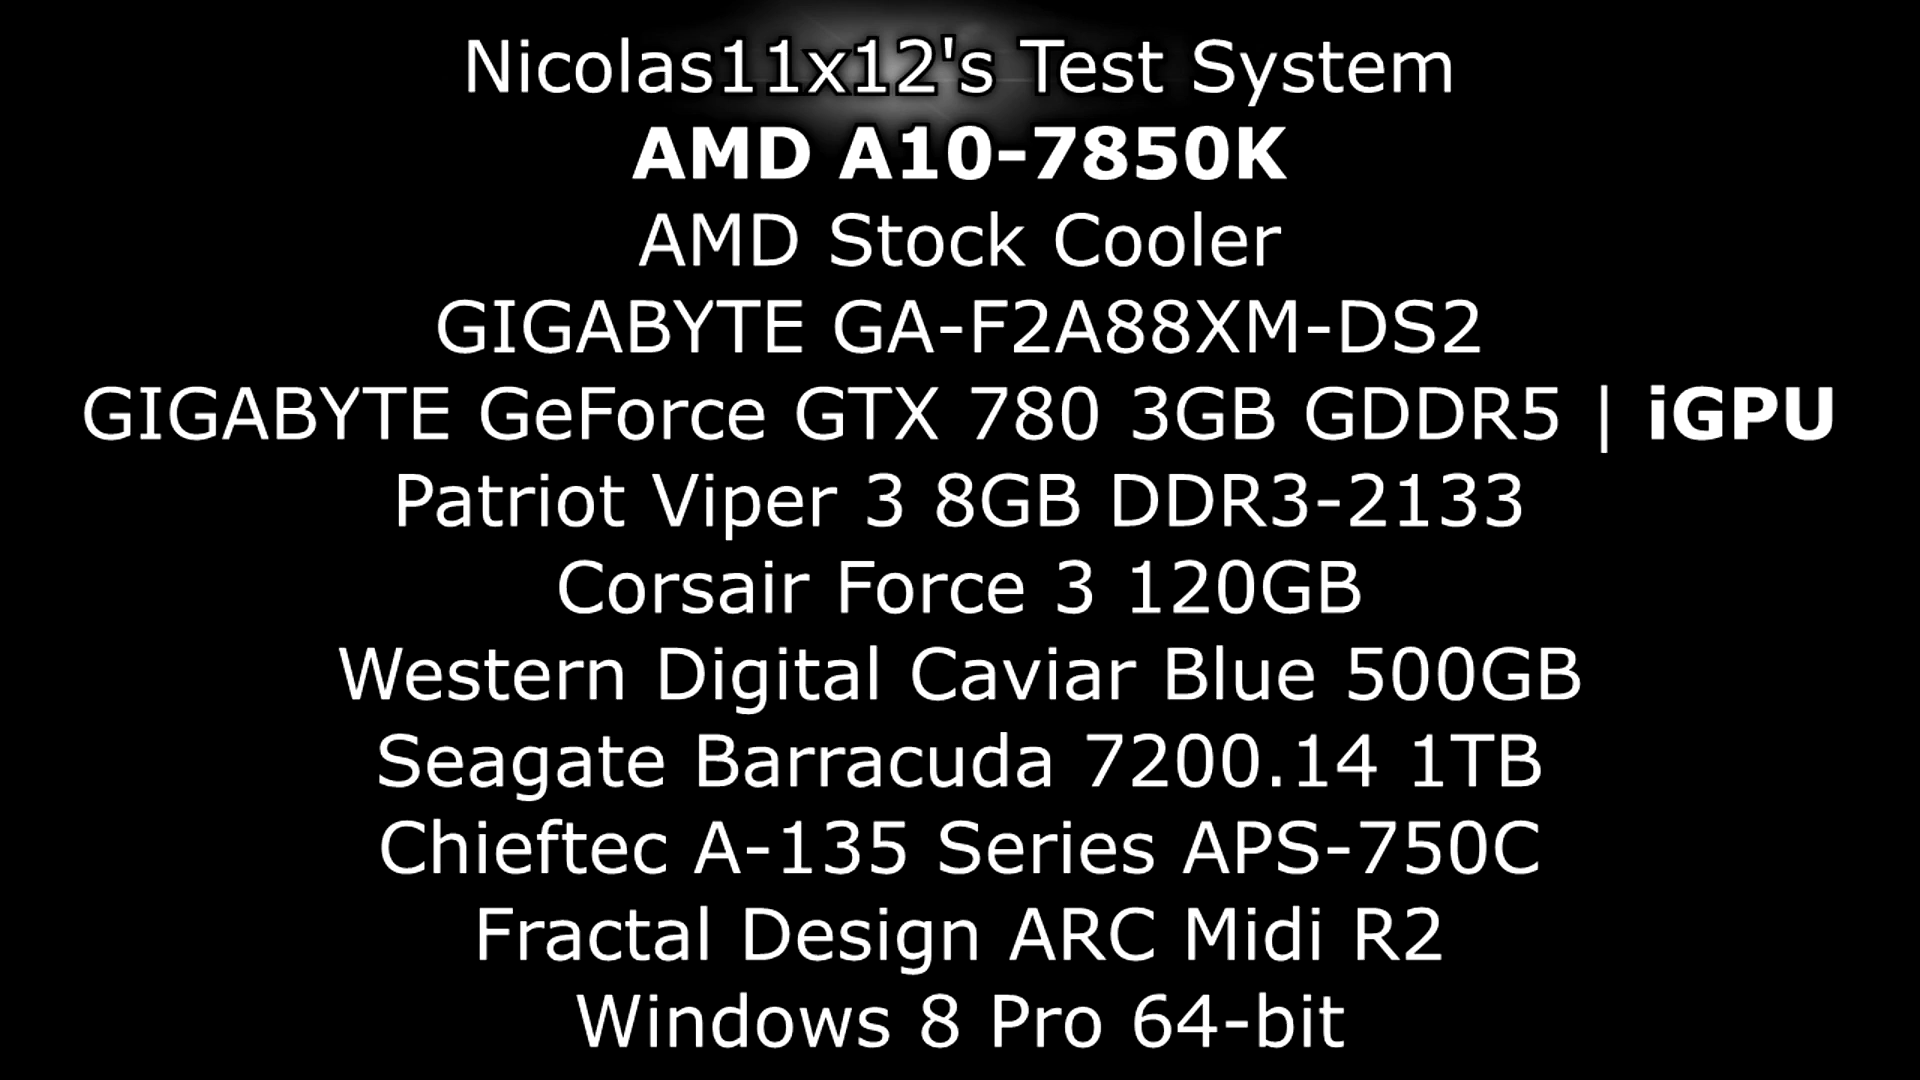 Nicolas11x12's Test System
AMD A10-7850K
AMD Stock Cooler
GIGABYTE GA-F2A88XM-DS2
GIGABYTE GeForce GTX 780 3GB GDDR5 | iGPU
Patriot Viper 3 8GB DDR3-2133
Corsair Force 3 120GB
Western Digital Caviar Blue 500GB
Seagate Barracuda 7200.14 1TB
Chieftec A-135 Series APS-750C
Fractal Design ARC Midi R2
Windows 8 Pro 64-bit